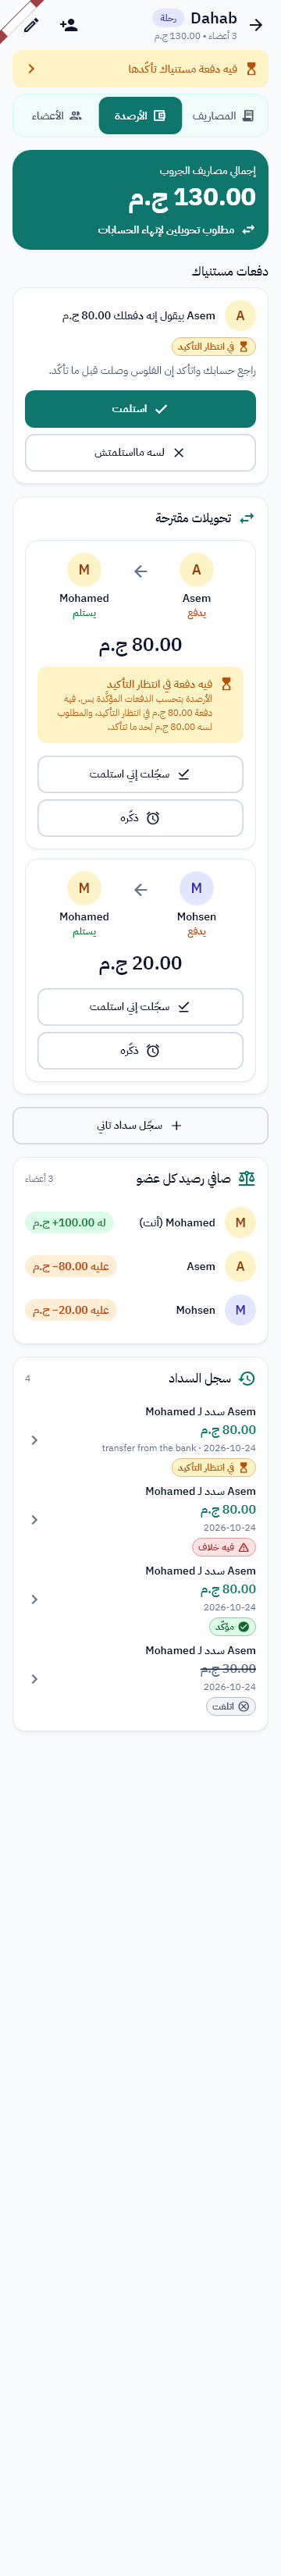 Dahab رحلة
3 أعضاء • 130.00 ج.م
فيه دفعة مستنياك تأكّدها
المصاريف
الأرصدة
الأعضاء
إجمالي مصاريف الجروب
130.00 ج.م
مطلوب تحويلين لإنهاء الحسابات
دفعات مستنياك
A
Asem بيقول إنه دفعلك 80.00 ج.م
في انتظار التأكيد
راجع حسابك واتأكد إن الفلوس وصلت قبل ما تأكّد.
استلمت
لسه مااستلمتش
تحويلات مقترحة
A
M
Asem
Mohamed
يدفع
يستلم
80.00 ج.م
فيه دفعة في انتظار التأكيد
الأرصدة بتحسب الدفعات المؤكّدة بس. فيه
دفعة 80.00 ج.م في انتظار التأكيد، والمطلوب
لسه 80.00 ج.م لحد ما تتأكد.
سجّلت إني استلمت
ذكّره
M
M
Mohsen
Mohamed
يدفع
يستلم
20.00 ج.م
سجّلت إني استلمت
ذكّره
سجّل سداد تاني
صافي رصيد كل عضو
3 أعضاء
M
Mohamed (أنت)
له 100.00+ ج.م
A
Asem
عليه 80.00− ج.م
M
Mohsen
عليه 20.00− ج.م
سجل السداد
4
Asem سدد لـ Mohamed
80.00 ج.م
2026-10-24 · transfer from the bank
في انتظار التأكيد
Asem سدد لـ Mohamed
80.00 ج.م
2026-10-24
فيه خلاف
Asem سدد لـ Mohamed
80.00 ج.م
2026-10-24
مؤكّد
Asem سدد لـ Mohamed
30.00 ج.م
2026-10-24
اتلغت